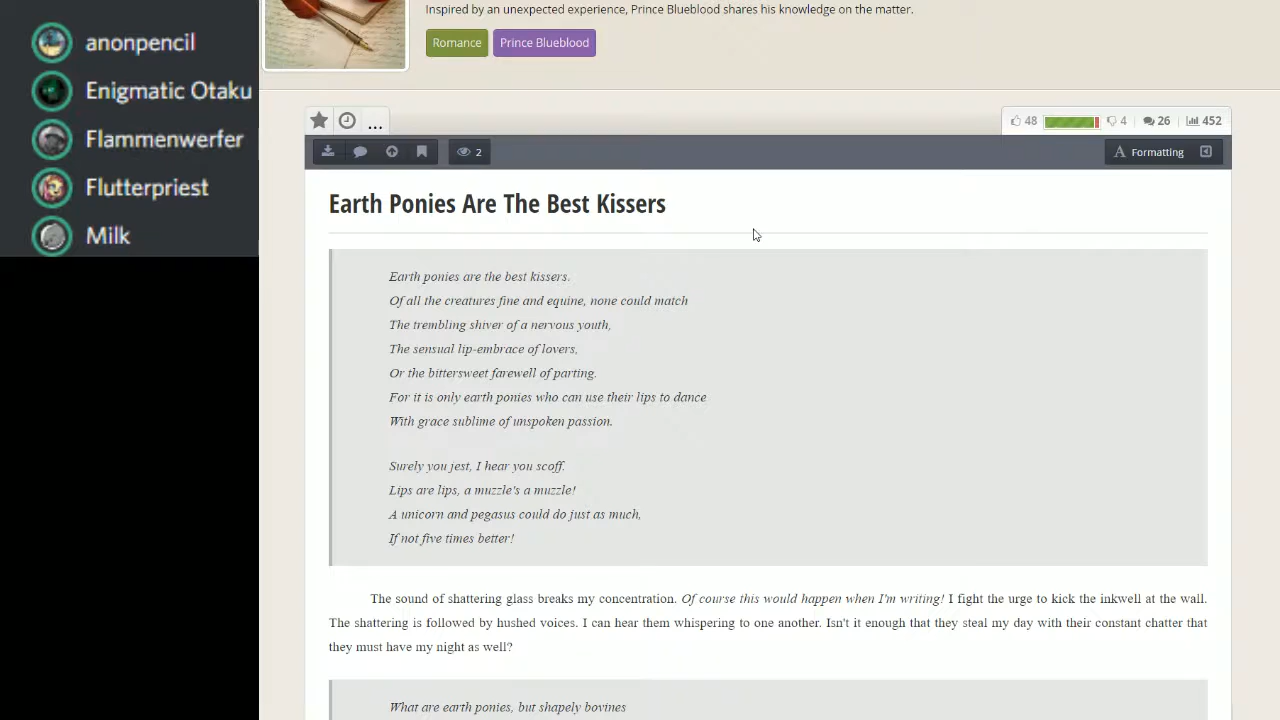 anonpencil
Enigmatic Otaku
Flammenwerfer
Flutterpriest
Milk
Inspired by an unexpected experience, Prince Blueblood shares his knowledge on the matter.
Romance
Prince Blueblood
...
48
4
26
452
2
A Formatting
Earth Ponies Are The Best Kissers
Earth ponies are the best kissers.
Of all the creatures fine and equine, none could match
The trembling shiver of a nervous youth,
The sensual lip-embrace of lovers,
Or the bittersweet farewell of parting.
For it is only earth ponies who can use their lips to dance
With grace sublime of unspoken passion.
Surely you jest, I hear you scoff.
Lips are lips, a muzzle's a muzzle!
A unicorn and pegasus could do just as much,
If not five times better!
The sound of shattering glass breaks my concentration. Of course this would happen when I'm writing! I fight the urge to kick the inkwell at the wall.
The shattering is followed by hushed voices. I can hear them whispering to one another. Isn't it enough that they steal my day with their constant chatter that
they must have my night as well?
What are earth ponies, but shapely bovines